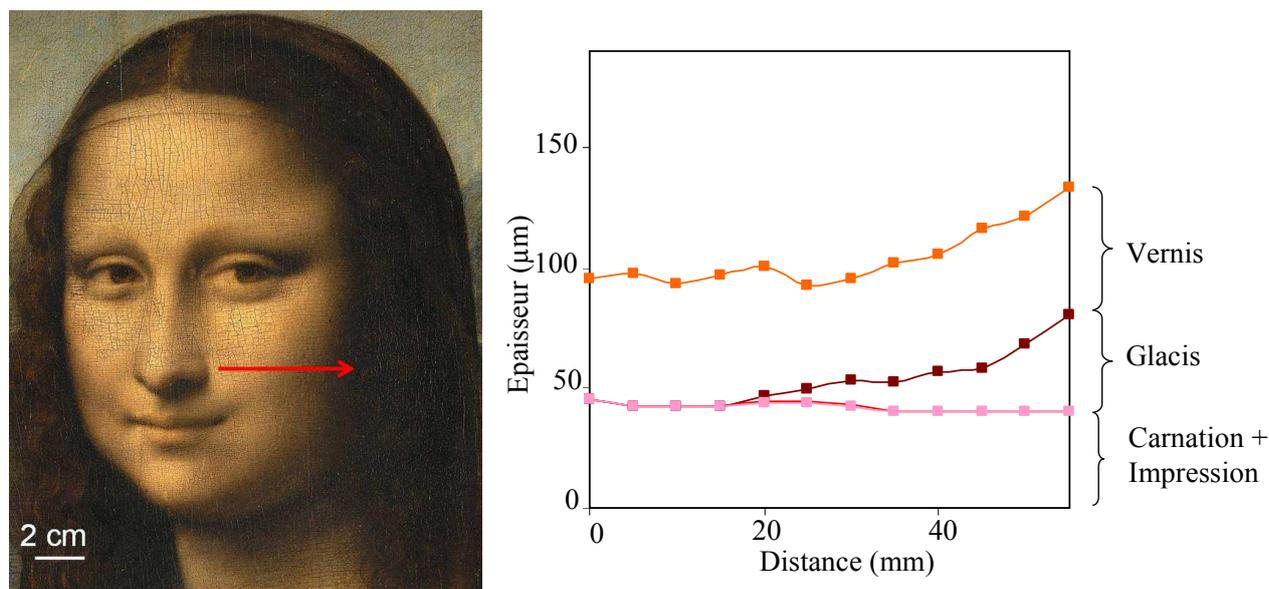 2 cm
Epaisseur (µm)
150
100
50
0
0
20
40
Distance (mm)
Vernis
Glacis
Carnation +
Impression